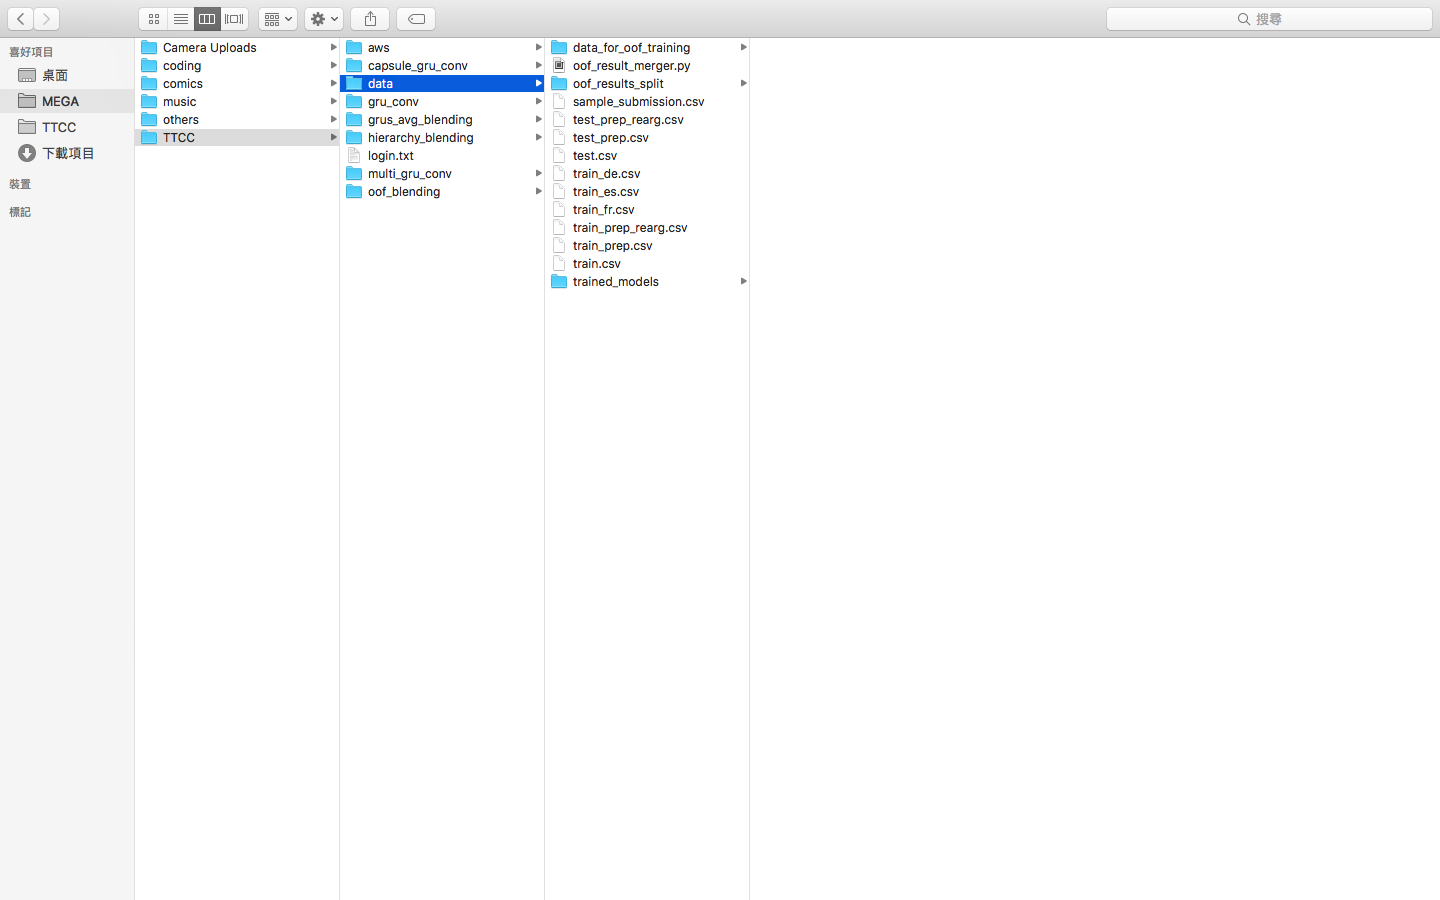 搜尋
喜好項目
桌面
MEGA
TTCC
下載項目
裝置
標記
Camera Uploads
coding
comics
music
others
TTCC
aws
capsule_gru_conv
data
gru_conv
grus_avg_blending
hierarchy_blending
login.txt
multi_gru_conv
oof_blending
data_for_oof_training
oof_result_merger.py
oof_results_split
sample_submission.csv
test_prep_rearg.csv
test_prep.csv
test.csv
train_de.csv
train_es.csv
train_fr.csv
train_prep_rearg.csv
train_prep.csv
train.csv
trained_models